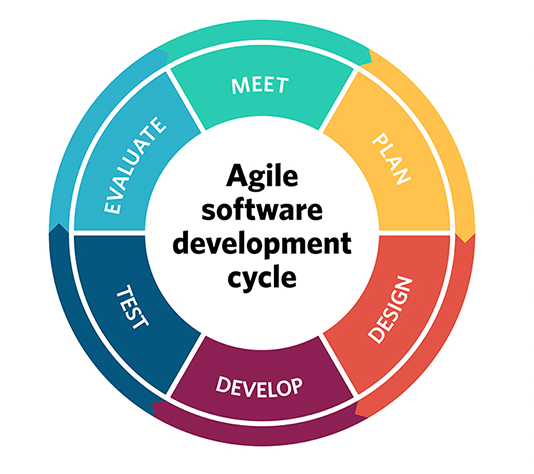 Agile
software
development
cycle
MEET
PLAN
DESIGN
DEVELOP
TEST
EVALUATE